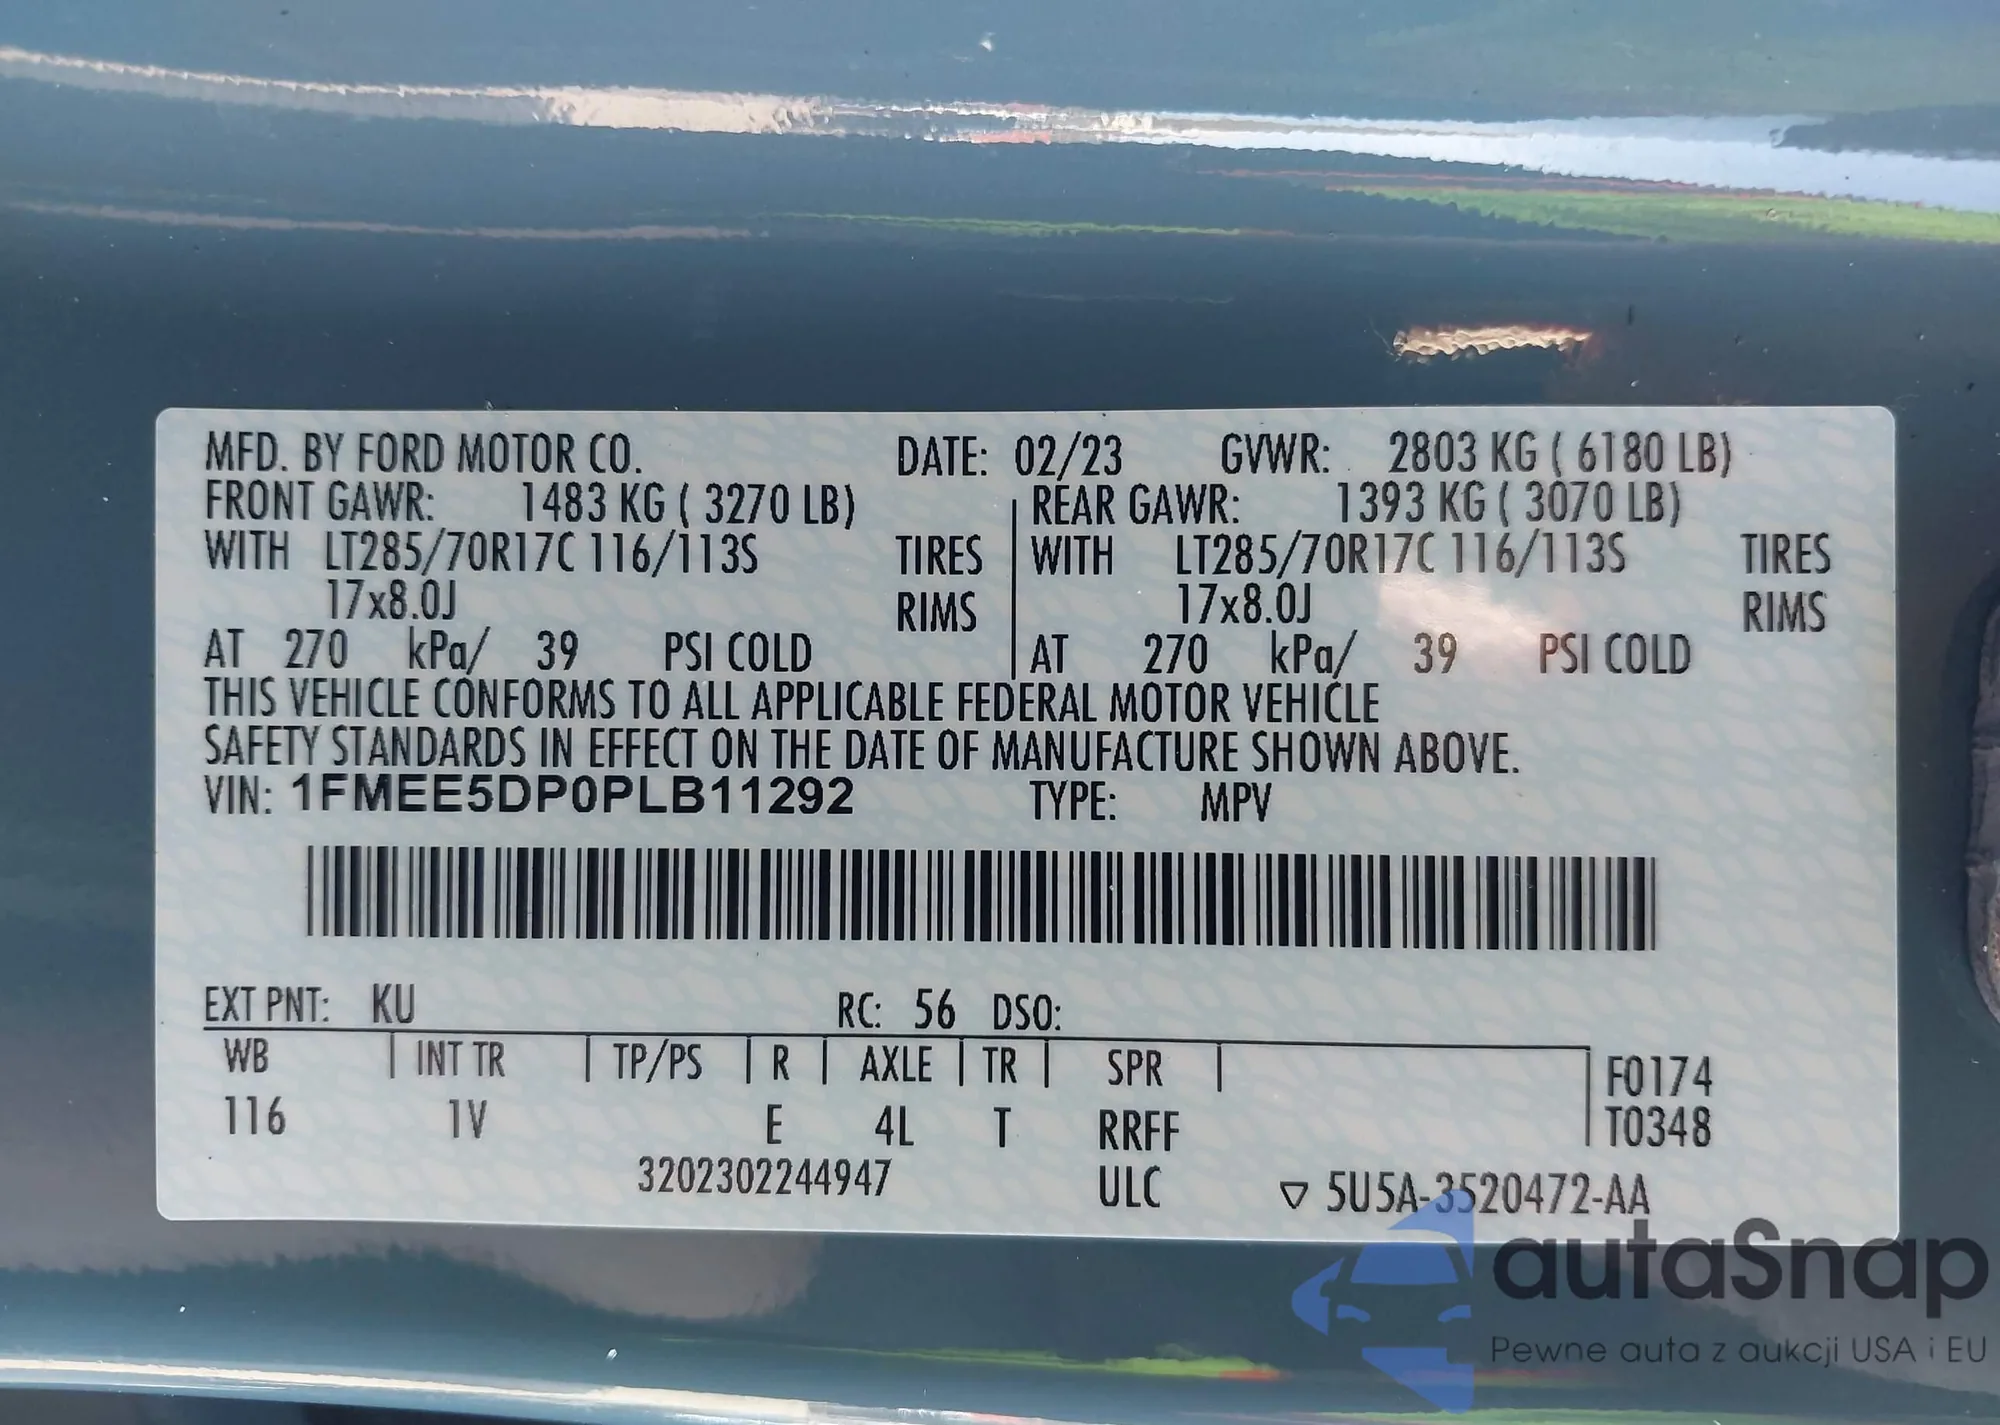 MFD. BY FORD MOTOR CO. DATE: 02/23 GVWR: 2803 KG ( 6180 LB)
FRONT GAWR: 1483 KG ( 3270 LB) REAR GAWR: 1393 KG ( 3070 LB)
WITH LT285/70R17C 116/113S TIRES WITH LT285/70R17C 116/113S TIRES
17x8.0J RIMS 17x8.0J RIMS
AT 270 kPa/ 39 PSI COLD AT 270 kPa/ 39 PSI COLD
THIS VEHICLE CONFORMS TO ALL APPLICABLE FEDERAL MOTOR VEHICLE
SAFETY STANDARDS IN EFFECT ON THE DATE OF MANUFACTURE SHOWN ABOVE.
VIN: 1FMEE5DP0PLB11292 TYPE: MPV
EXT PNT: KU RC: 56 DSO:
WB INT TR TP/PS R AXLE TR SPR F0174
116 1V E 4L T RRFF T0348
3202302244947 ULC ▽ 5U5A-3520472-AA
autaSnap
Pewne auta z aukcji USA i EU